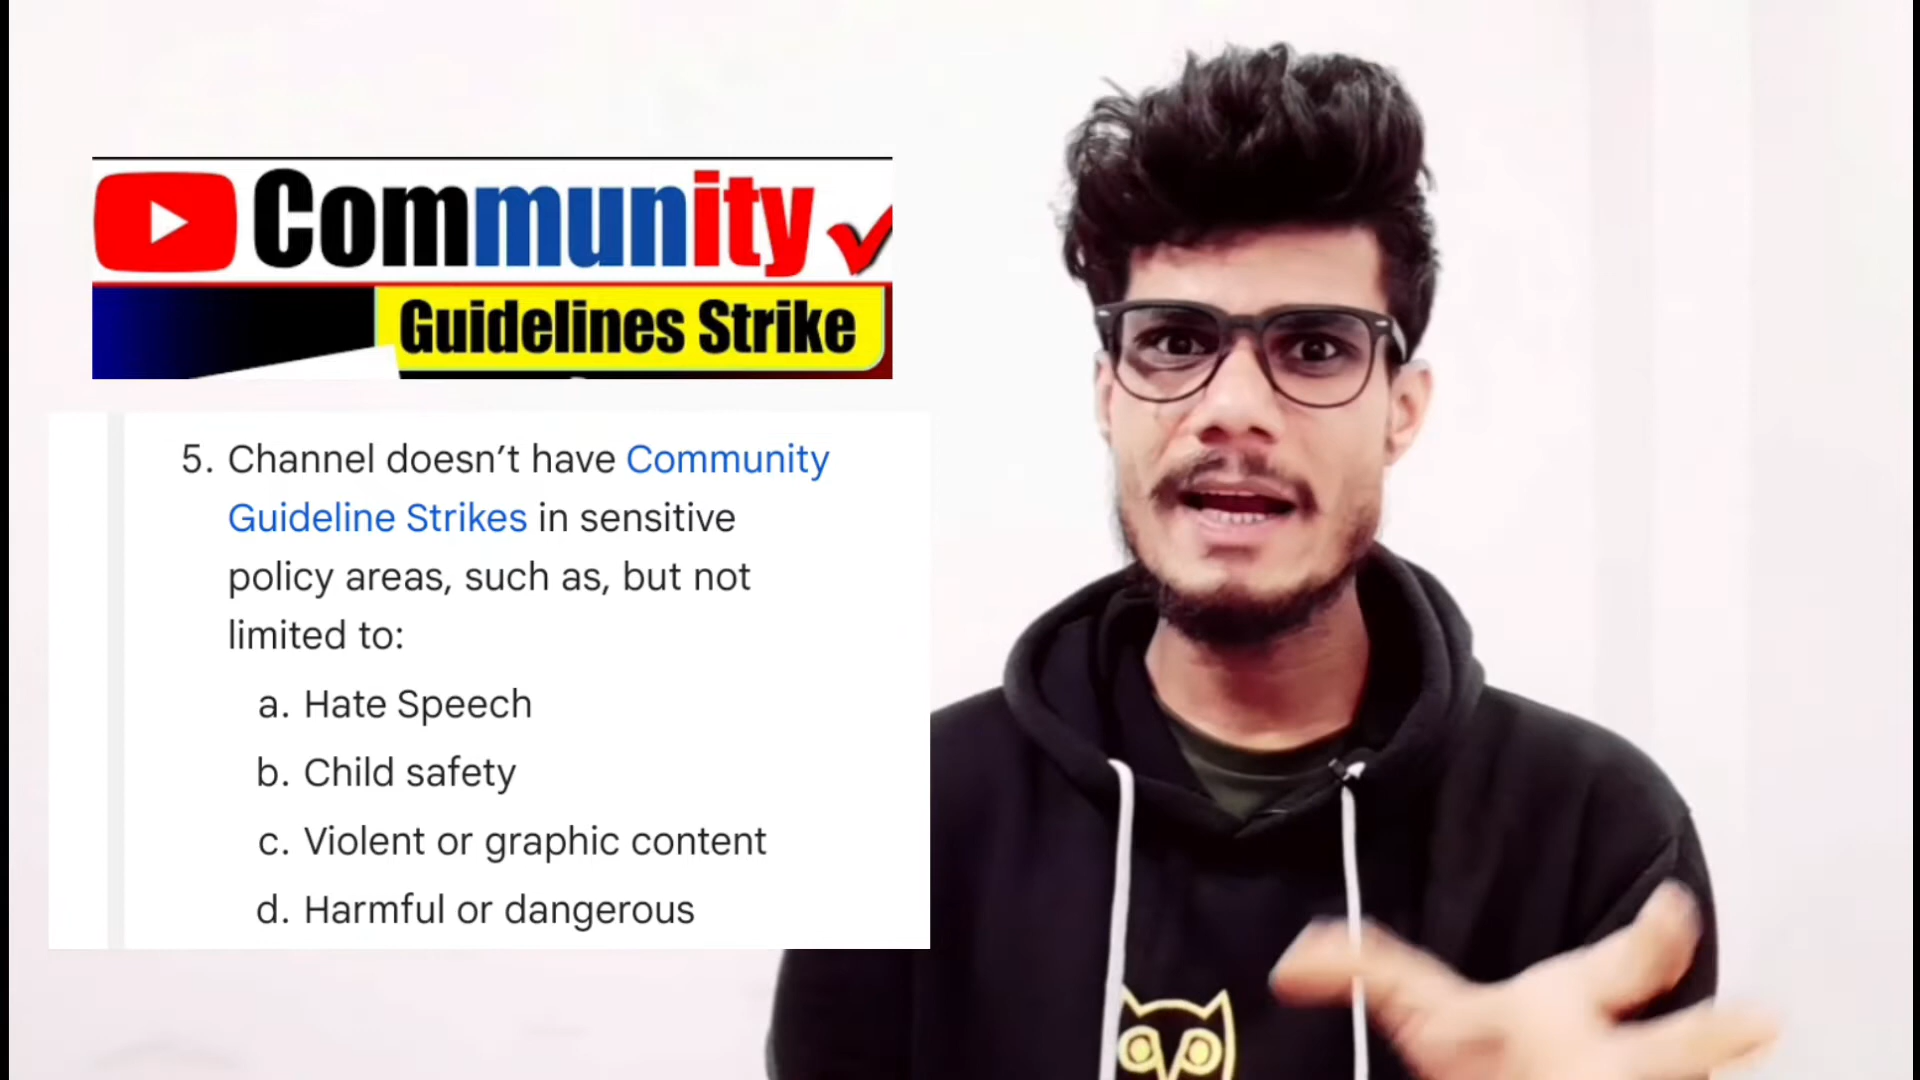 Community
Guidelines Strike
5. Channel doesn’t have Community
Guideline Strikes in sensitive
policy areas, such as, but not
limited to:
a. Hate Speech
b. Child safety
c. Violent or graphic content
d. Harmful or dangerous